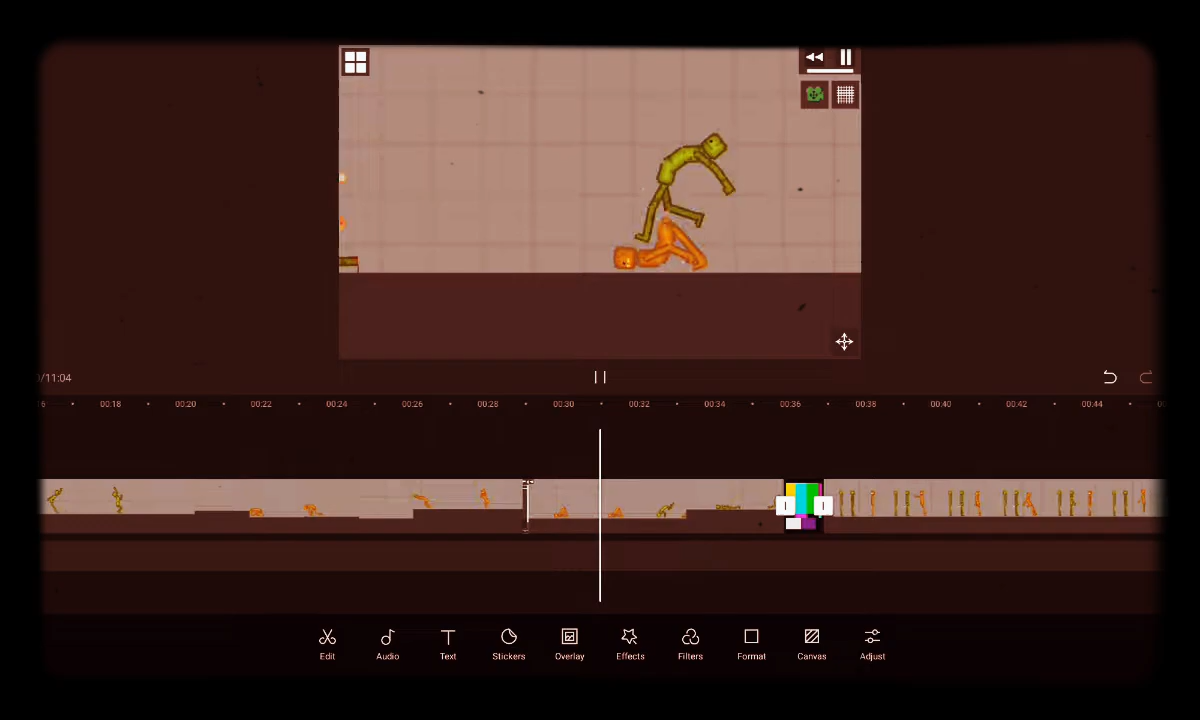 /11:04
00:18 00:20 00:22 00:24 00:26 00:28 00:30 00:32 00:34 00:36 00:38 00:40 00:42 00:44
Edit Audio Text Stickers Overlay Effects Filters Format Canvas Adjust